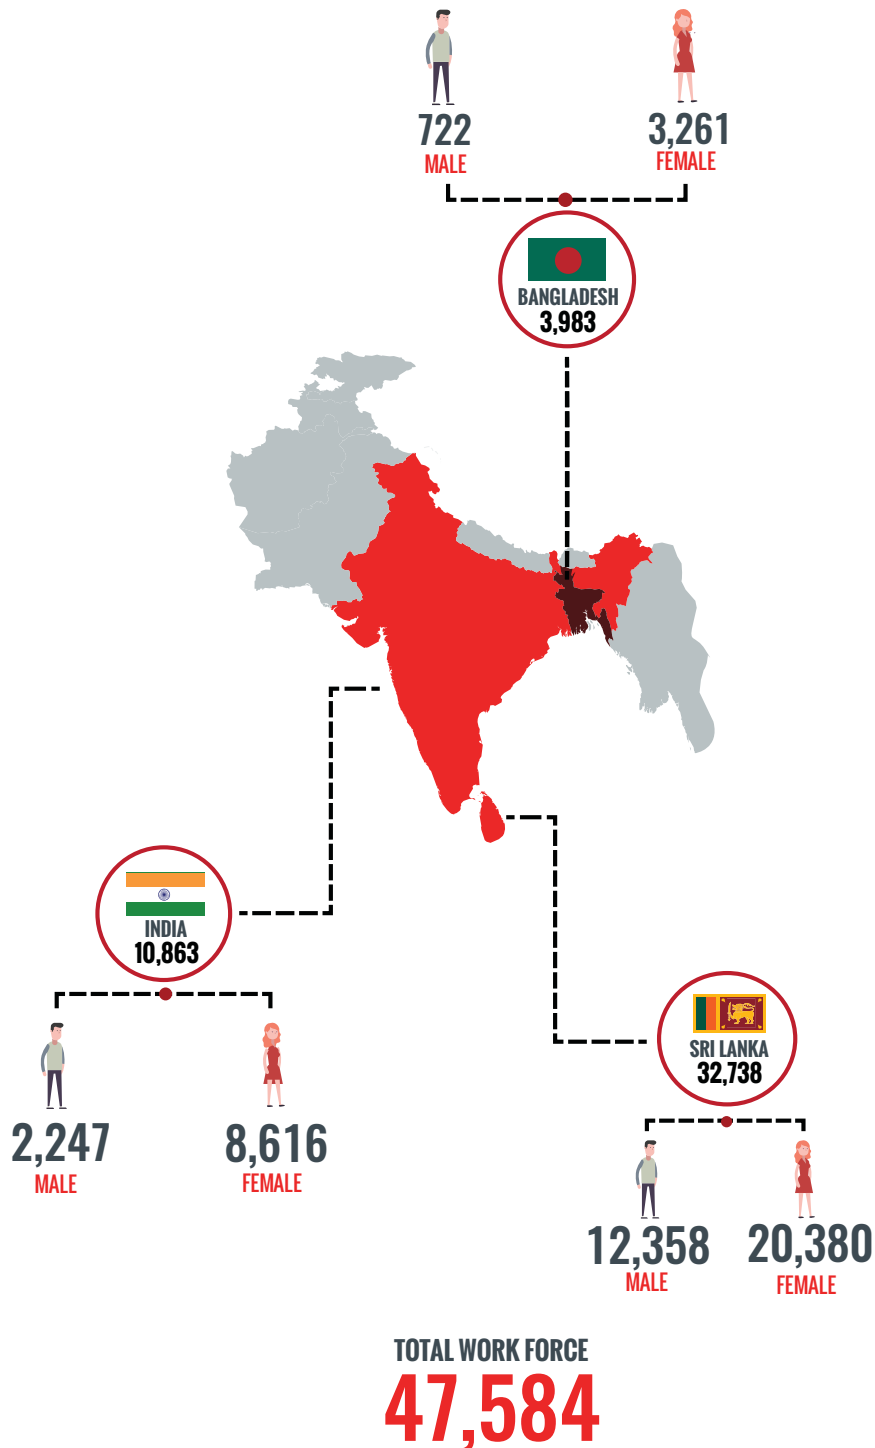 722
MALE
3,261
FEMALE
BANGLADESH
3,983
INDIA
10,863
2,247
MALE
8,616
FEMALE
SRI LANKA
32,738
12,358
MALE
20,380
FEMALE
TOTAL WORK FORCE
47,584